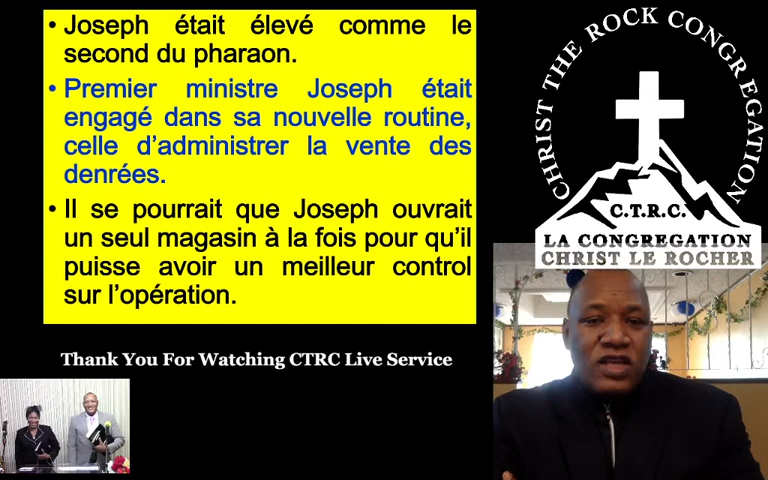 • Joseph était élevé comme le
second du pharaon.
• Premier ministre Joseph était
engagé dans sa nouvelle routine,
celle d’administrer la vente des
denrées.
• Il se pourrait que Joseph ouvrait
un seul magasin à la fois pour qu’il
puisse avoir un meilleur control
sur l’opération.
CHRIST THE ROCK CONGREGATION
C.T.R.C.
LA CONGREGATION
CHRIST LE ROCHER
Thank You For Watching CTRC Live Service